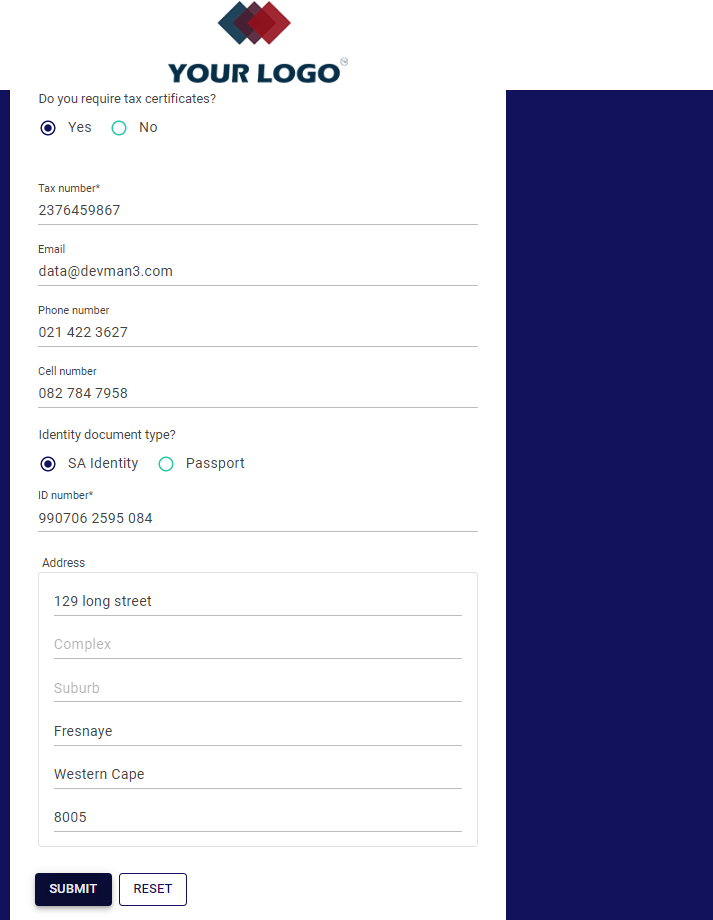 YOUR LOGO
Do you require tax certificates?
Yes No
Tax number*
2376459867
Email
data@devman3.com
Phone number
021 422 3627
Cell number
082 784 7958
Identity document type?
SA Identity Passport
ID number*
990706 2595 084
Address
129 long street
Complex
Suburb
Fresnaye
Western Cape
8005
SUBMIT RESET